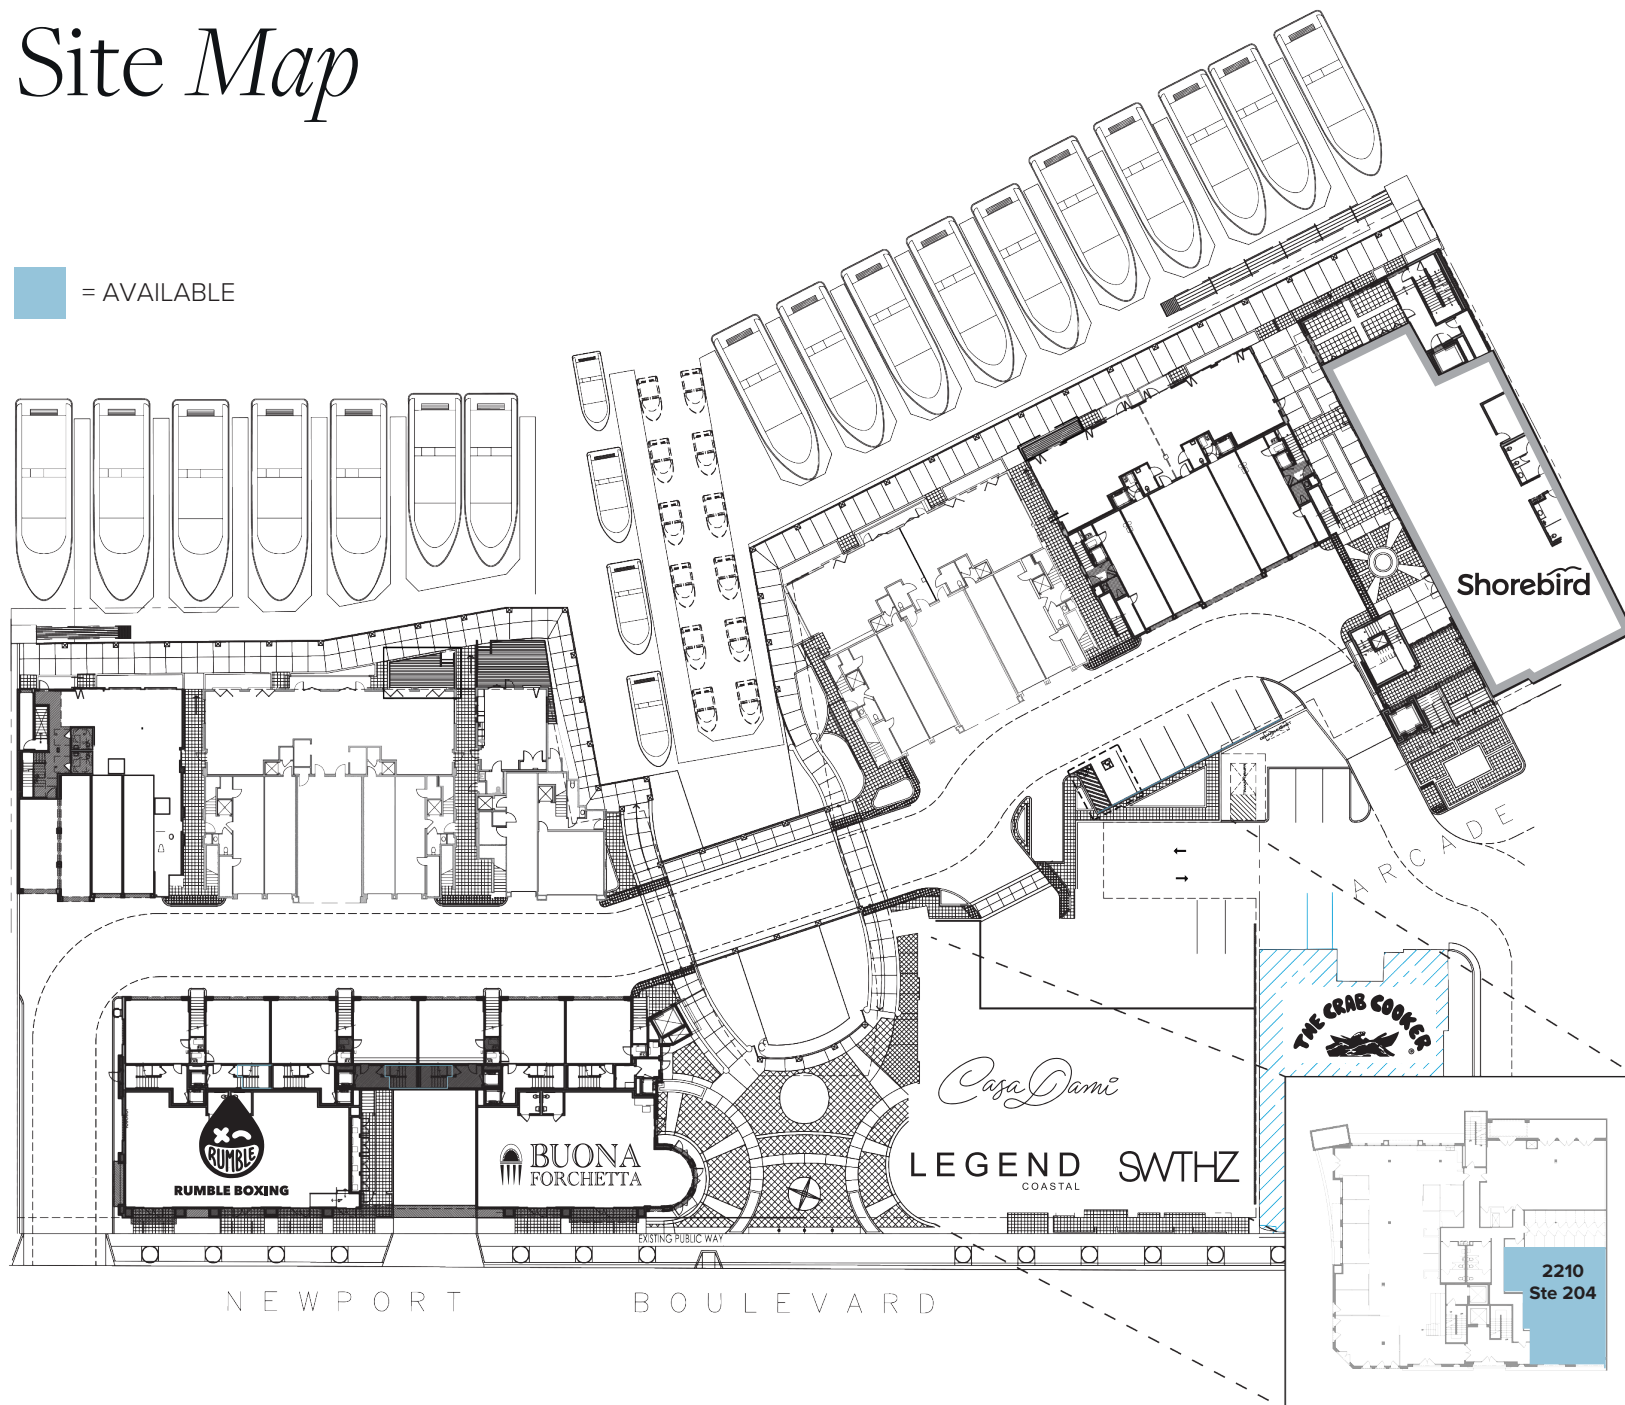 Site Map
= AVAILABLE
Shorebird
ARCADE
THE CRAB COOKER
®
Casa Dami
LEGEND
COASTAL
SWTHZ
RUMBLE
RUMBLE BOXING
BUONA
FORCHETTA
EXISTING PUBLIC WAY
NEWPORT BOULEVARD
2210
Ste 204